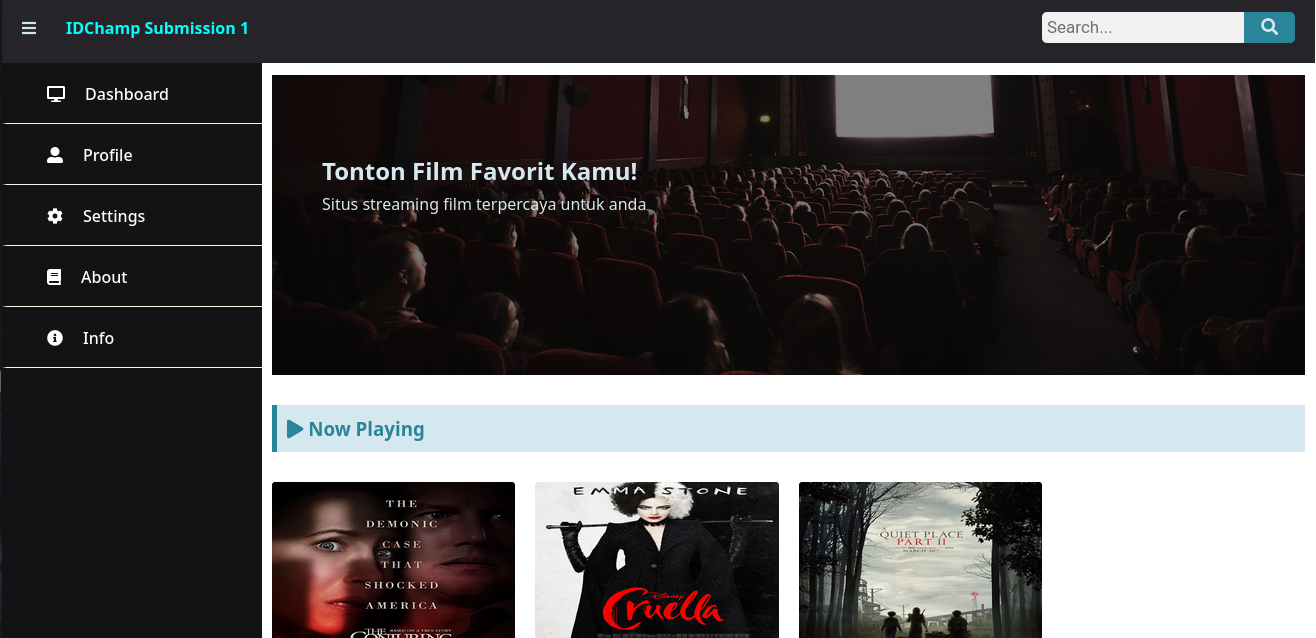 IDChamp Submission 1
Search...
Dashboard
Profile
Settings
About
Info
Tonton Film Favorit Kamu!
Situs streaming film terpercaya untuk anda
Now Playing
THE
DEMONIC
CASE
THAT
SHOCKED
AMERICA
BASED ON A TRUE STORY
THE
CONJURING
EMMA STONE
Disney
Cruella
A
QUIET PLACE
PART II